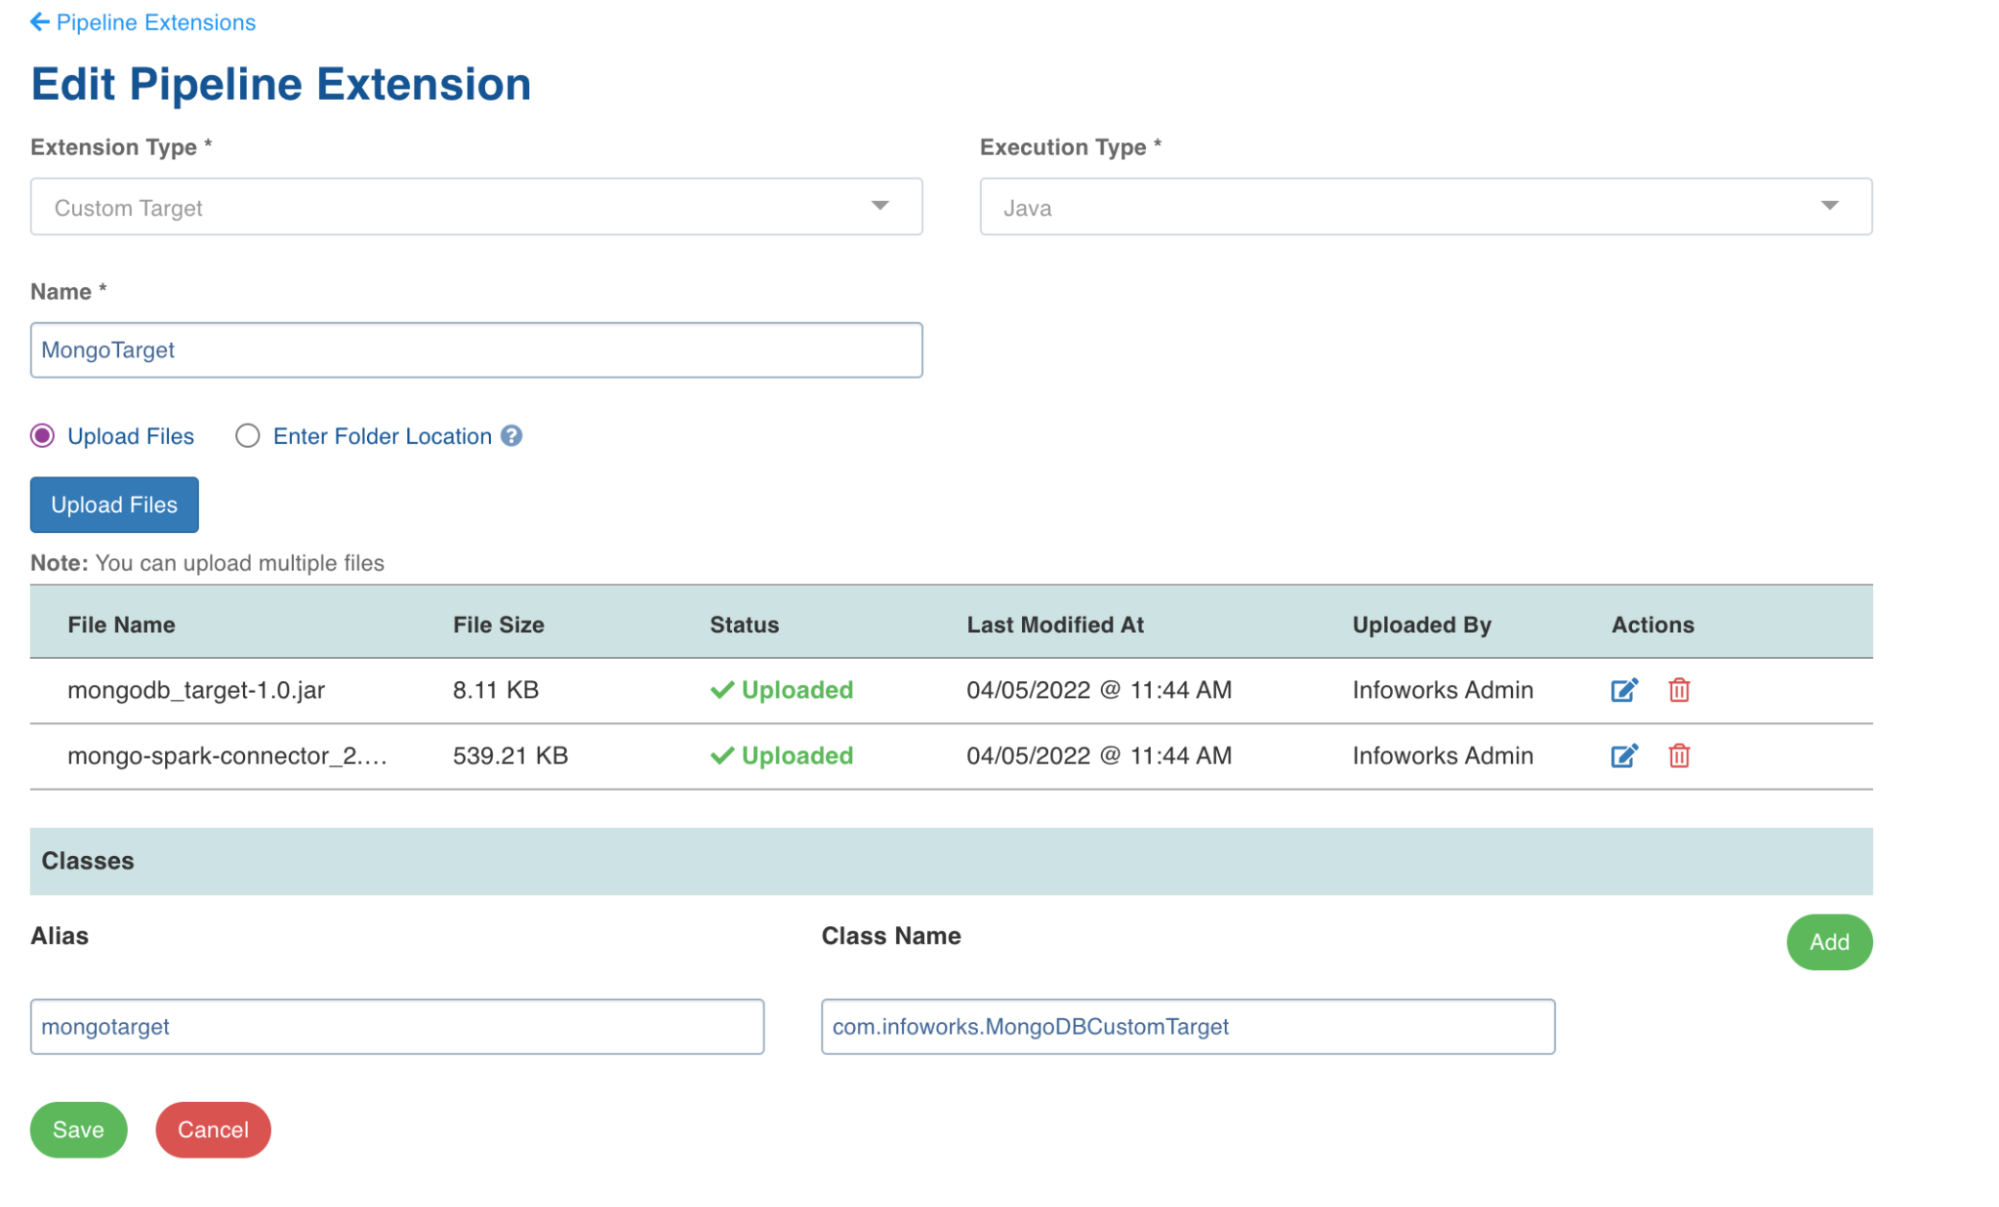 Pipeline Extensions
Edit Pipeline Extension
Extension Type * Execution Type *
Custom Target Java
Name *
MongoTarget
Upload Files Enter Folder Location ?
Upload Files
Note: You can upload multiple files
File Name File Size Status Last Modified At Uploaded By Actions
mongodb_target-1.0.jar 8.11 KB Uploaded 04/05/2022 @ 11:44 AM Infoworks Admin
mongo-spark-connector_2.... 539.21 KB Uploaded 04/05/2022 @ 11:44 AM Infoworks Admin
Classes
Alias Class Name Add
mongotarget com.infoworks.MongoDBCustomTarget
Save Cancel